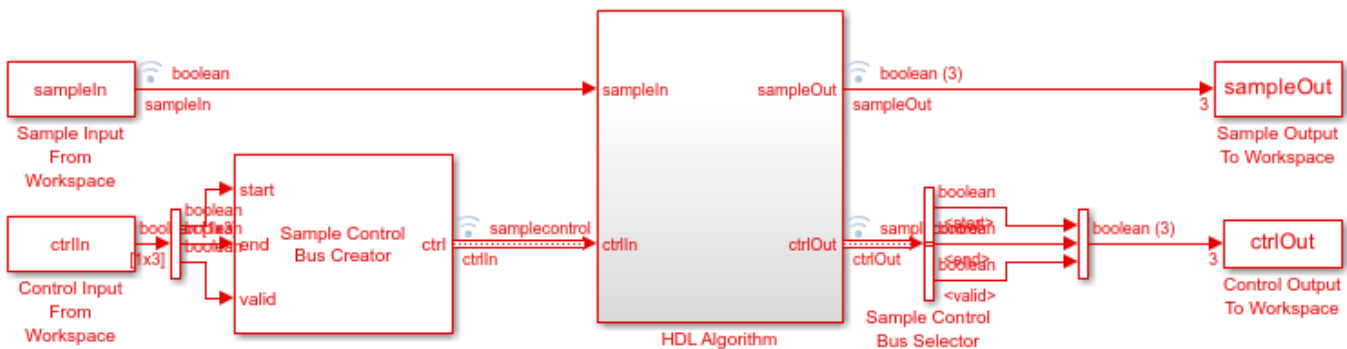 boolean
sampleIn
sampleIn
Sample Input
From
Workspace
sampleIn
sampleOut
boolean (3)
sampleOut
3
sampleOut
Sample Output
To Workspace
ctrlIn
[1x3]
Control Input
From
Workspace
boolean
boolean
start
end
valid
Sample Control
Bus Creator
ctrl
samplecontrol
ctrlIn
ctrlIn
ctrlOut
HDL Algorithm
ctrlOut
boolean
<start>
<end>
boolean
<valid>
Sample Control
Bus Selector
boolean (3)
3
ctrlOut
Control Output
To Workspace